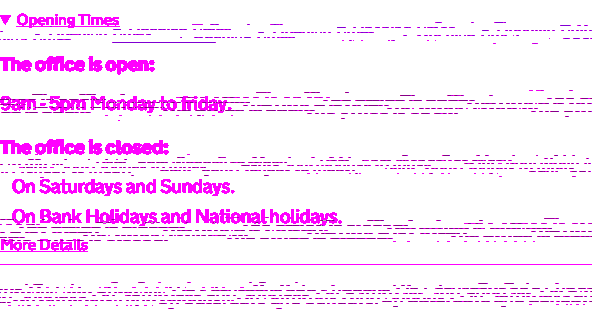 ▼ Opening Times
The office is open:
9am - 5pm Monday to friday.
The office is closed:
On Saturdays and Sundays.
On Bank Holidays and National holidays.
More Details